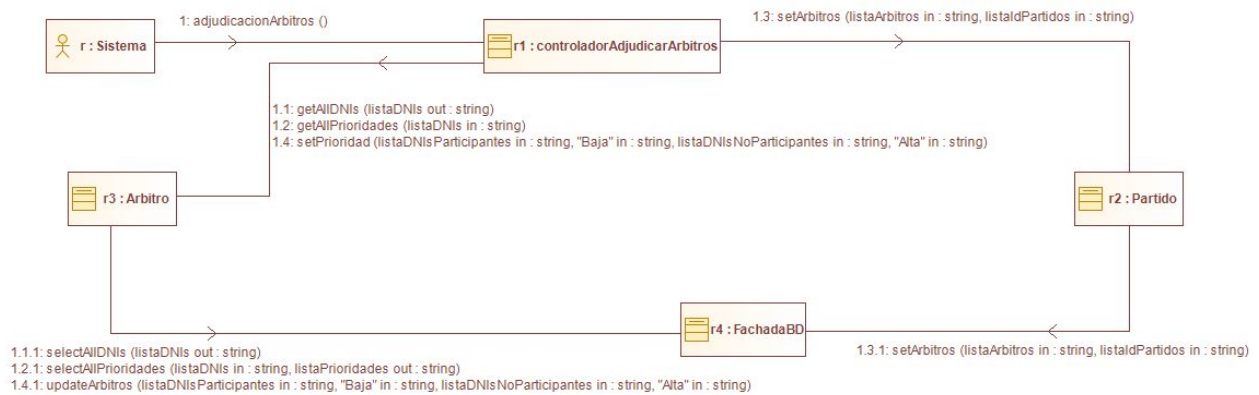 1: adjudicacionArbitros ()
1.3: setArbitros (listaArbitros in : string, listaIdPartidos in : string)
r : Sistema
r1 : controladorAdjudicarArbitros
1.1: getAllDNIs (listaDNIs out : string)
1.2: getAllPrioridades (listaDNIs in : string)
1.4: setPrioridad (listaDNIsParticipantes in : string, "Baja" in : string, listaDNIsNoParticipantes in : string, "Alta" in : string)
r3 : Arbitro
r2 : Partido
r4 : FachadaBD
1.1.1: selectAllDNIs (listaDNIs out : string)
1.2.1: selectAllPrioridades (listaDNIs in : string, listaPrioridades out : string)
1.4.1: updateArbitros (listaDNIsParticipantes in : string, "Baja" in : string, listaDNIsNoParticipantes in : string, "Alta" in : string)
1.3.1: setArbitros (listaArbitros in : string, listaIdPartidos in : string)